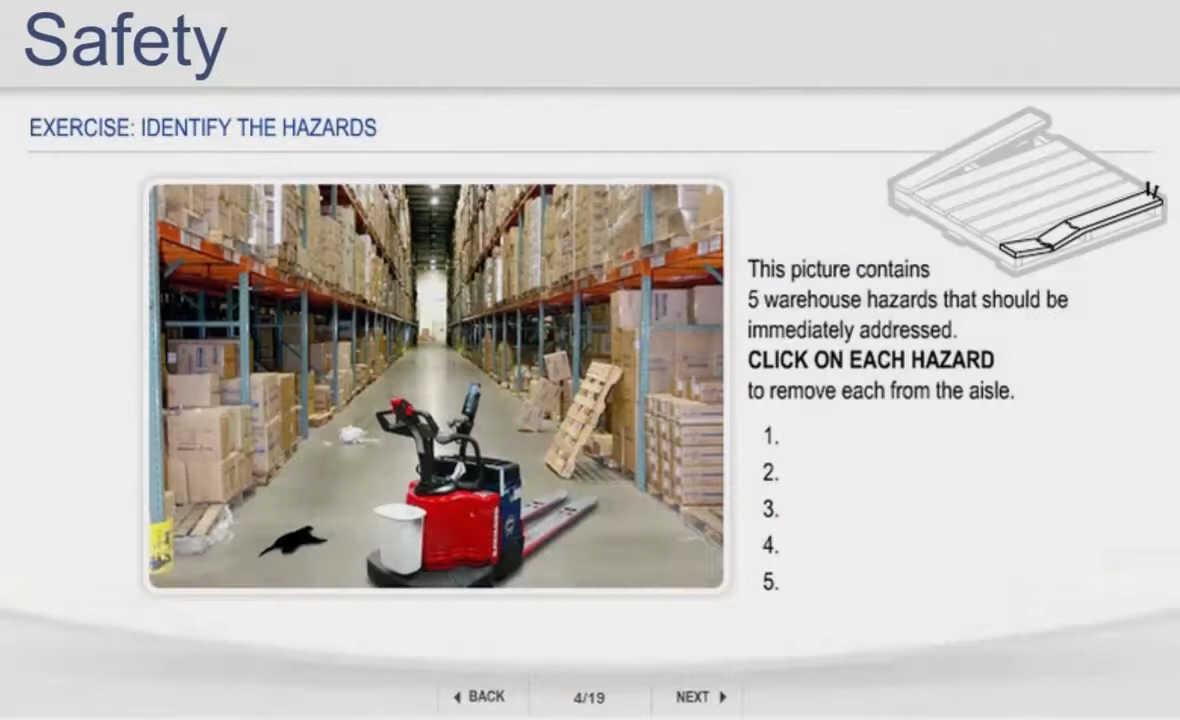 Safety
EXERCISE: IDENTIFY THE HAZARDS
This picture contains
5 warehouse hazards that should be
immediately addressed.
CLICK ON EACH HAZARD
to remove each from the aisle.
1.
2.
3.
4.
5.
BACK
4/19
NEXT